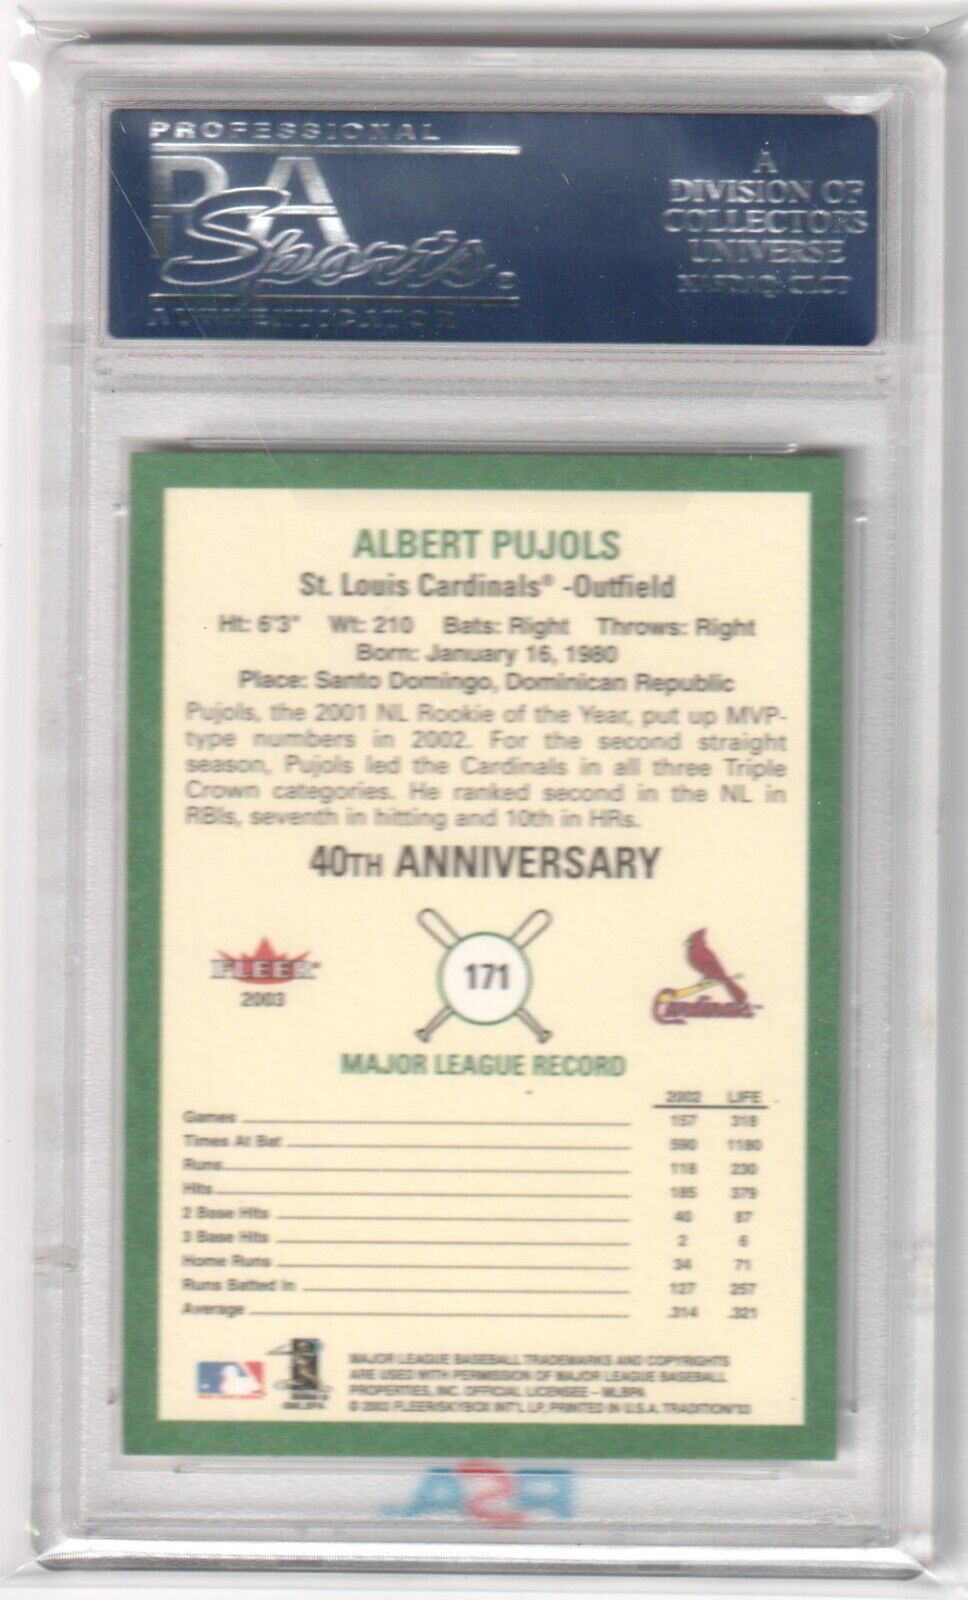 PROFESSIONAL
PSA
Sports
AUTHENTICATOR
A
DIVISION OF
COLLECTORS
UNIVERSE
NASDAQ: CLCT
ALBERT PUJOLS
St. Louis Cardinals® -Outfield
Ht: 6'3" Wt: 210 Bats: Right Throws: Right
Born: January 16, 1980
Place: Santo Domingo, Dominican Republic
Pujols, the 2001 NL Rookie of the Year, put up MVP-
type numbers in 2002. For the second straight
season, Pujols led the Cardinals in all three Triple
Crown categories. He ranked second in the NL in
RBIs, seventh in hitting and 10th in HRs.
40TH ANNIVERSARY
FLEER
2003
171
Cardinals
MAJOR LEAGUE RECORD
2002 LIFE
Games 157 318
Times At Bat 590 1180
Runs 118 230
Hits 185 379
2 Base Hits 40 87
3 Base Hits 2 6
Home Runs 34 71
Runs Batted In 127 257
Average .314 .321
MAJOR LEAGUE BASEBALL TRADEMARKS AND COPYRIGHTS
ARE USED WITH PERMISSION OF MAJOR LEAGUE BASEBALL
PROPERTIES, INC. OFFICIAL LICENSEE - MLBPA
© 2003 FLEER/SKYBOX INT'L LP, PRINTED IN U.S.A. TRADITION'03
PSA